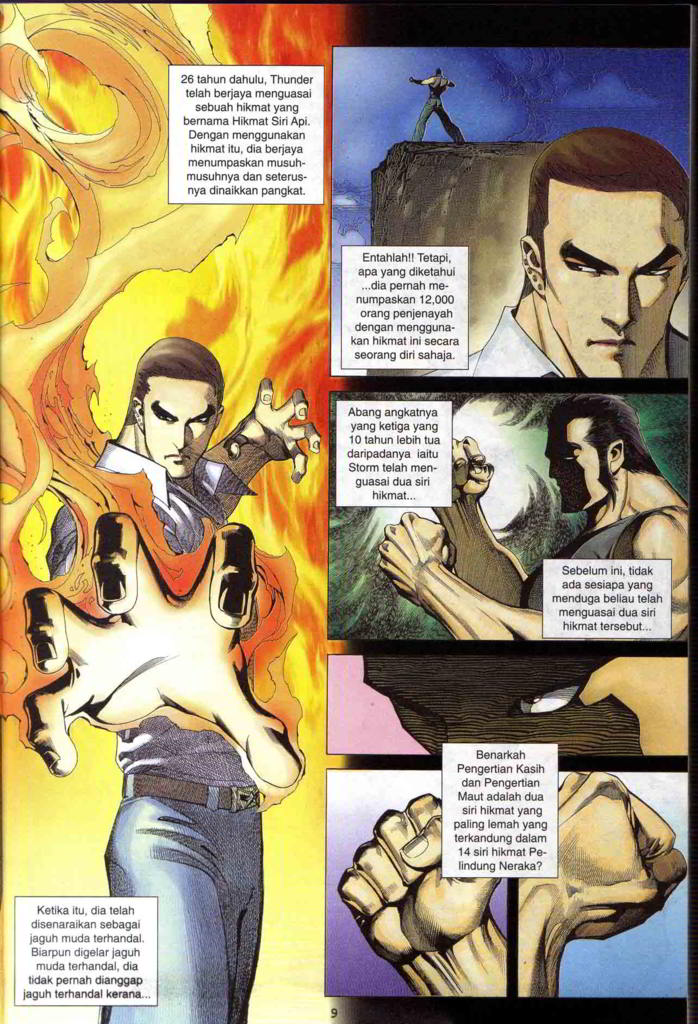 26 tahun dahulu, Thunder
telah berjaya menguasai
sebuah hikmat yang
bernama Hikmat Siri Api.
Dengan menggunakan
hikmat itu, dia berjaya
menumpaskan musuh-
musuhnya dan seterus-
nya dinaikkan pangkat.
Ketika itu, dia telah
disenaraikan sebagai
jaguh muda terhandal.
Biarpun digelar jaguh
muda terhandal, dia
tidak pernah dianggap
jaguh terhandal kerana...
Entahlah!! Tetapi,
apa yang diketahui
...dia pernah me-
numpaskan 12,000
orang penjenayah
dengan mengguna-
kan hikmat ini secara
seorang diri sahaja.
Abang angkatnya
yang ketiga yang
10 tahun lebih tua
daripadanya iaitu
Storm telah men-
guasai dua siri
hikmat...
Sebelum ini, tidak
ada sesiapa yang
menduga beliau telah
menguasai dua siri
hikmat tersebut...
Benarkah
Pengertian Kasih
dan Pengertian
Maut adalah dua
siri hikmat yang
paling lemah yang
terkandung dalam
14 siri hikmat Pe-
lindung Neraka?
9